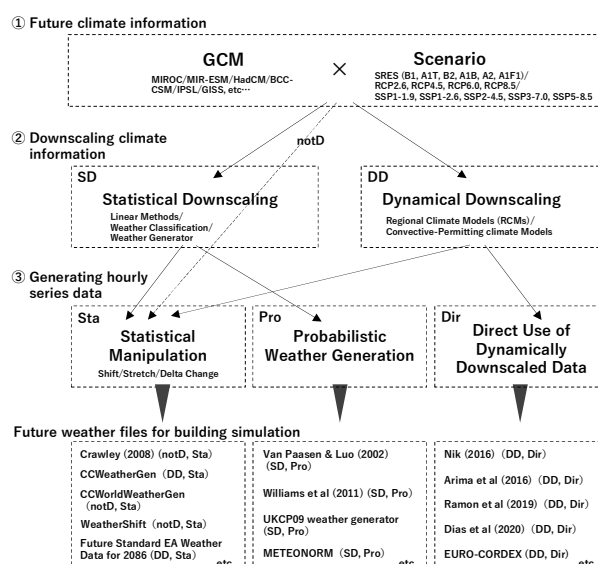 ① Future climate information
GCM
MIROC/MIR-ESM/HadCM/BCC-
CSM/IPSL/GISS, etc…
×
Scenario
SRES (B1, A1T, B2, A1B, A2, A1F1)/
RCP2.6, RCP4.5, RCP6.0, RCP8.5/
SSP1-1.9, SSP1-2.6, SSP2-4.5, SSP3-7.0, SSP5-8.5
② Downscaling climate
information
notD
SD
Statistical Downscaling
Linear Methods/
Weather Classification/
Weather Generator
DD
Dynamical Downscaling
Regional Climate Models (RCMs)/
Convective-Permitting climate Models
③ Generating hourly
series data
Sta
Statistical
Manipulation
Shift/Stretch/Delta Change
Pro
Probabilistic
Weather Generation
Dir
Direct Use of
Dynamically
Downscaled Data
Future weather files for building simulation
Crawley (2008) (notD, Sta)
CCWeatherGen (DD, Sta)
CCWorldWeatherGen
(notD, Sta)
WeatherShift (notD, Sta)
Future Standard EA Weather
Data for 2086 (DD, Sta)
etc
Van Paasen & Luo (2002)
(SD, Pro)
Williams et al (2011) (SD, Pro)
UKCP09 weather generator
(SD, Pro)
METEONORM (SD, Pro)
etc
Nik (2016) (DD, Dir)
Arima et al (2016) (DD, Dir)
Ramon et al (2019) (DD, Dir)
Dias et al (2020) (DD, Dir)
EURO-CORDEX (DD, Dir)
etc